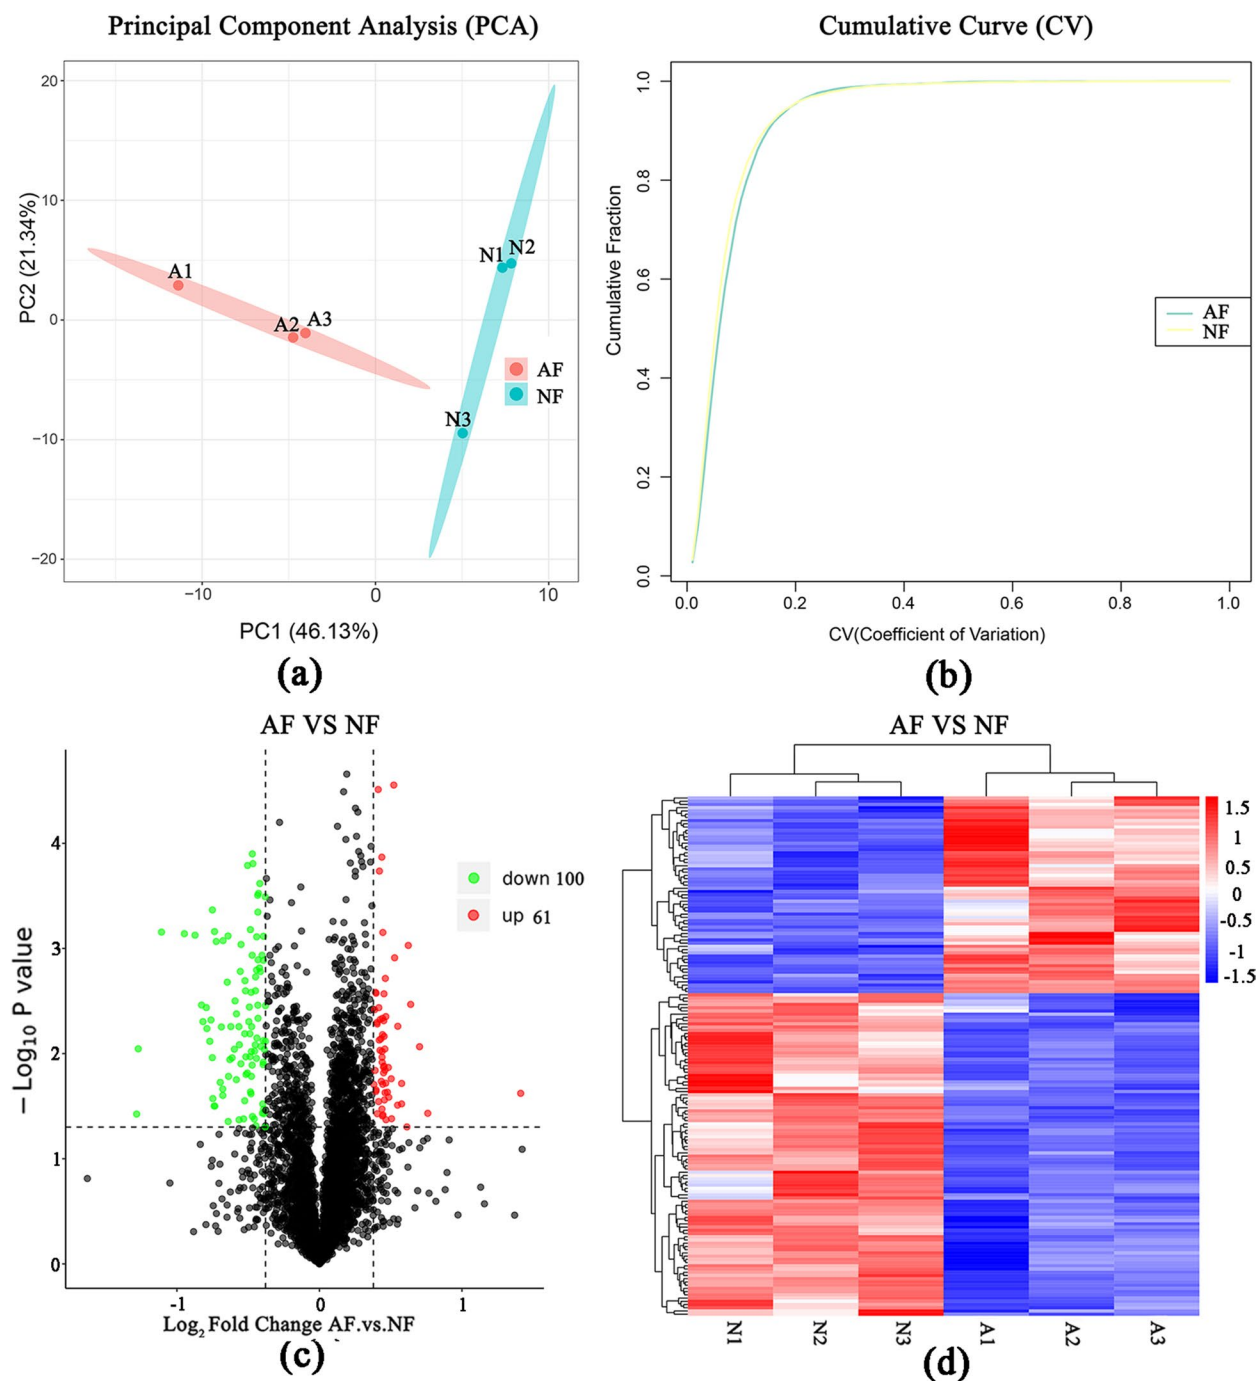 Principal Component Analysis (PCA)
PC2 (21.34%)
20
10
0
−10
−20
A1
A2
A3
N1
N2
N3
AF
NF
−10
0
10
PC1 (46.13%)
(a)
Cumulative Curve (CV)
Cumulative Fraction
1.0
0.8
0.6
0.4
0.2
0.0
AF
NF
0.0
0.2
0.4
0.6
0.8
1.0
CV(Coefficient of Variation)
(b)
AF VS NF
−Log10 P value
4
3
2
1
0
down 100
up 61
-1
0
1
Log2 Fold Change AF.vs.NF
(c)
AF VS NF
1.5
1
0.5
0
-0.5
-1
-1.5
N1
N2
N3
A1
A2
A3
(d)